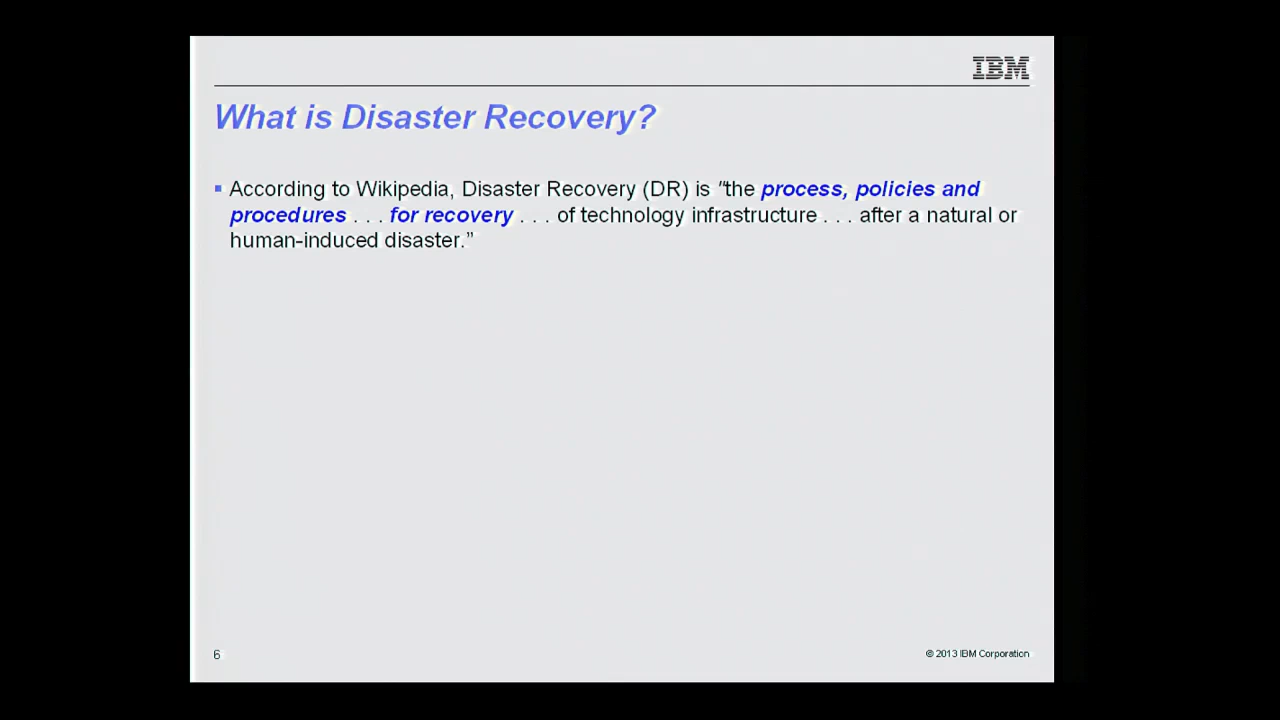 IBM
What is Disaster Recovery?
▪ According to Wikipedia, Disaster Recovery (DR) is "the process, policies and
procedures . . . for recovery . . . of technology infrastructure . . . after a natural or
human-induced disaster.”
6
© 2013 IBM Corporation